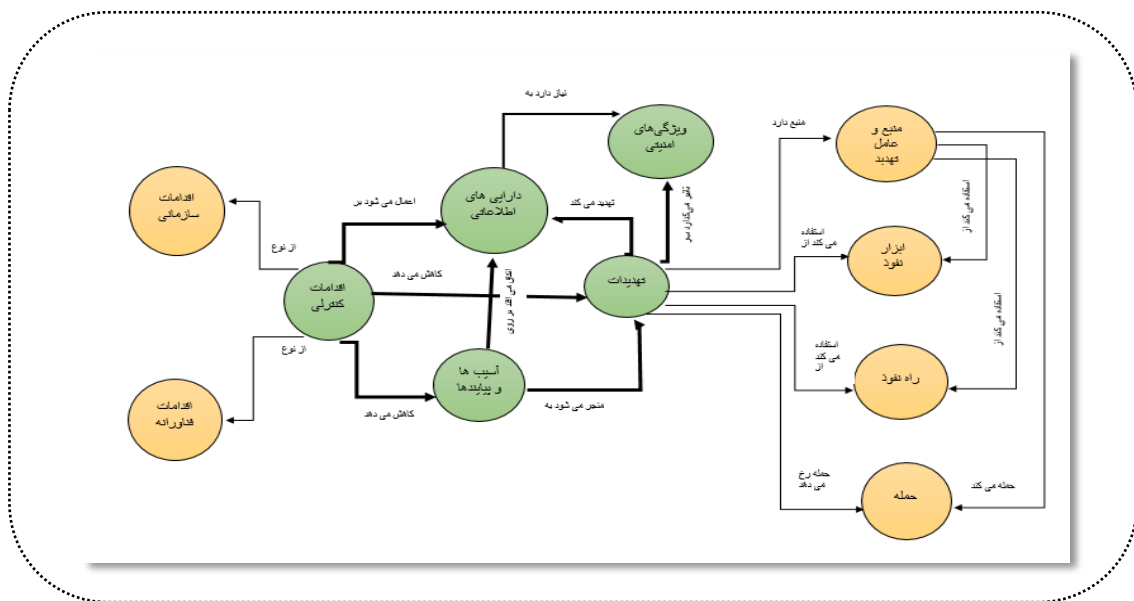 نیاز دارد به
ویژگی‌های
امنیتی
منبع دارد
منبع و
عامل
تهدید
اقدامات
سازمانی
دارایی های
اطلاعاتی
اعمال می شود بر
تهدید می کند
تاثیر می‌گذارد بر
استفاده می کند از
استفاده
می کند از
ابزار
نفوذ
از نوع
کاهش می دهد
اقدامات
کنترلی
تهدیدات
اتفاق می افتد بر روی
استفاده می کند از
از نوع
آسیب ها
و پیایندها
استفاده
می کند
از
راه نفوذ
اقدامات
فناورانه
کاهش می دهد
منجر می شود به
حمله رخ
می دهد
حمله
حمله می کند